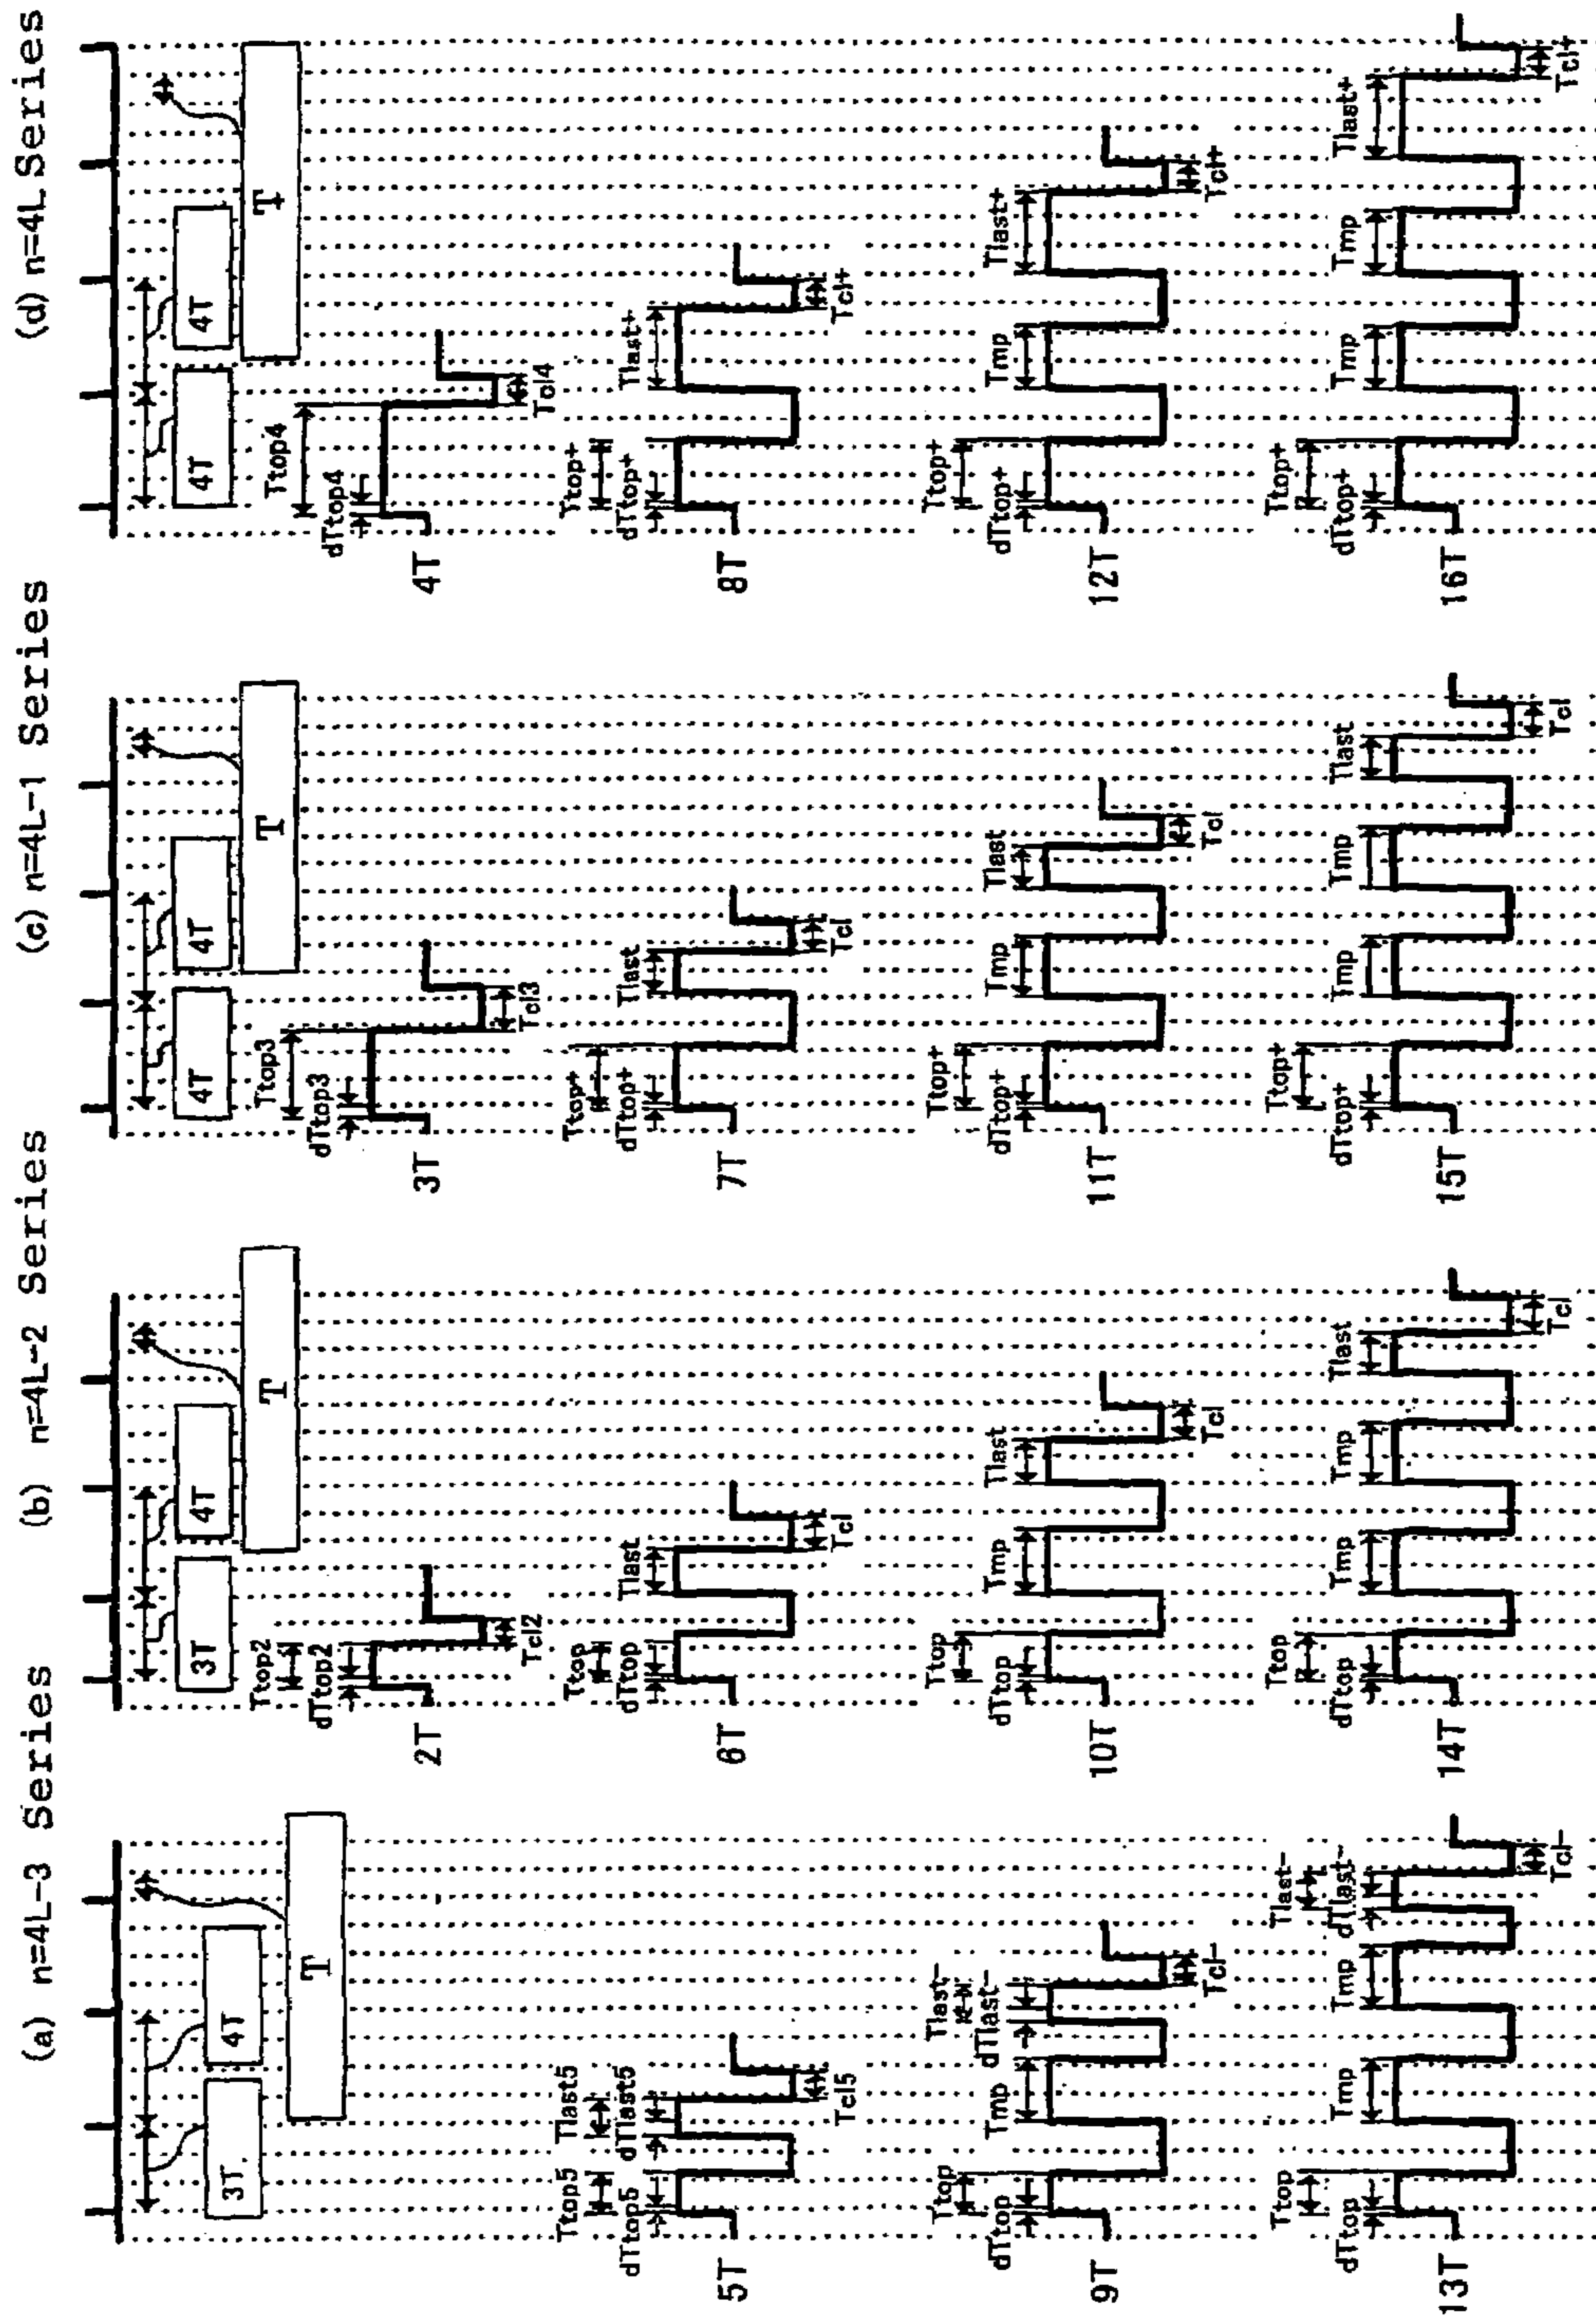 (a) n=4L-3 Series
3T
4T
T
Ttop5
dTtop5
Tlast5
dTlast5
5T
Tcl5
Ttop
dTtop
Tmp
Tlast-
dTlast-
9T
Tcl-
Ttop
dTtop
Tmp
Tmp
Tlast-
dTlast-
13T
Tcl-
(b) n=4L-2 Series
3T
4T
T
Ttop2
dTtop2
2T
Tcl2
Ttop
dTtop
Tlast
6T
Tcl
Ttop
dTtop
Tmp
Tlast
10T
Tcl
Ttop
dTtop
Tmp
Tmp
Tlast
14T
Tcl
(c) n=4L-1 Series
4T
4T
T
Ttop3
dTtop3
3T
Tcl3
Ttop+
dTtop+
Tlast
7T
Tcl
Ttop+
dTtop+
Tmp
Tlast
11T
Tcl
Ttop+
dTtop+
Tmp
Tmp
Tlast
15T
Tcl
(d) n=4L Series
4T
4T
T
Ttop4
dTtop4
4T
Tcl4
Ttop+
dTtop+
Tlast+
8T
Tcl+
Ttop+
dTtop+
Tmp
Tlast+
12T
Tcl+
Ttop+
dTtop+
Tmp
Tmp
Tlast+
16T
Tcl+